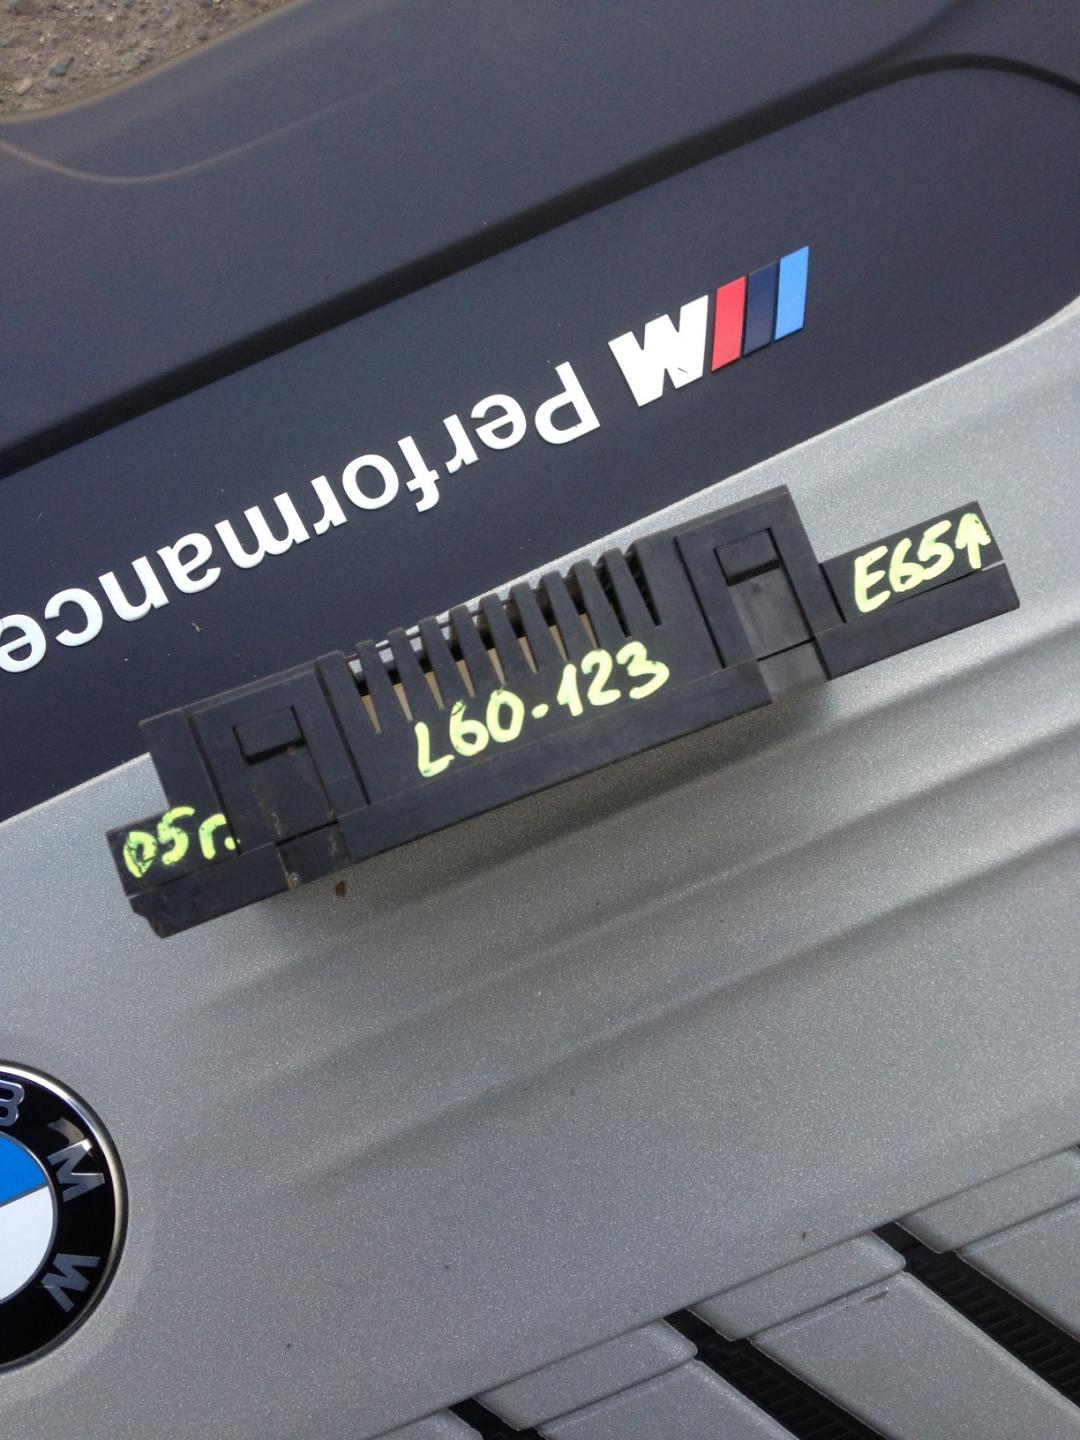 M Performance
E65↑
L60-123
05г.
BMW